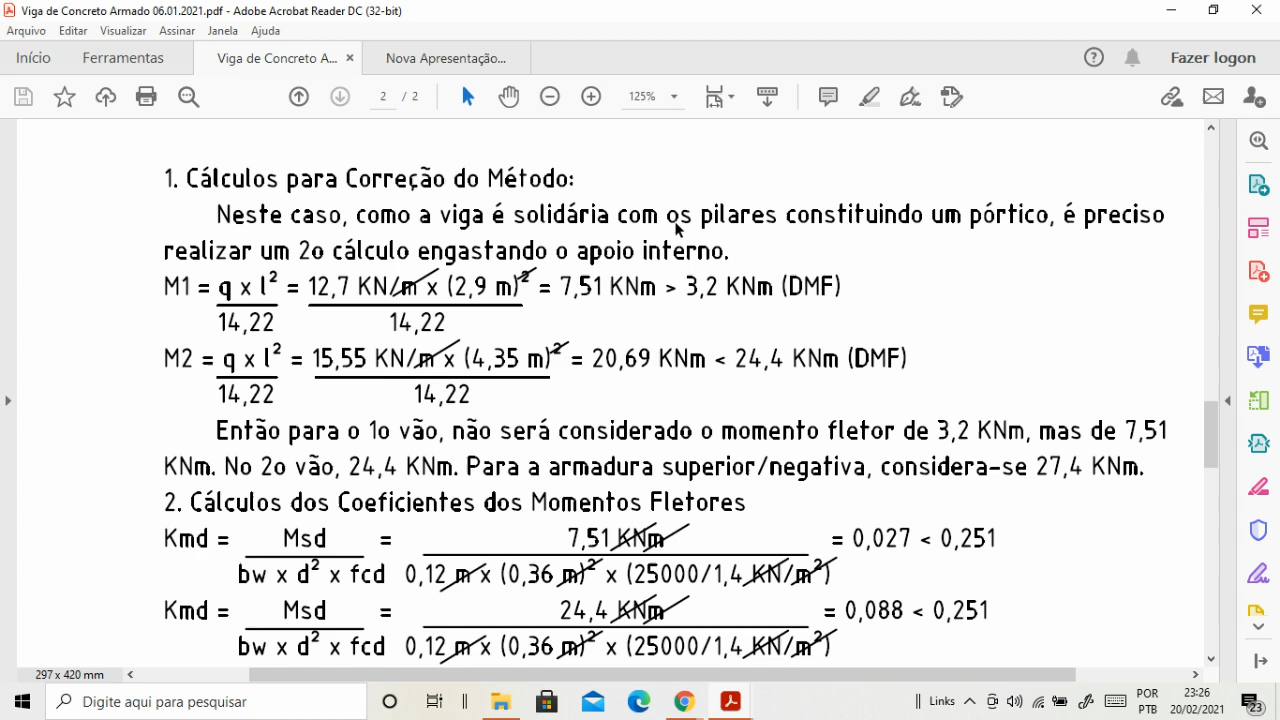 Viga de Concreto Armado 06.01.2021.pdf - Adobe Acrobat Reader DC (32-bit)
Arquivo Editar Visualizar Assinar Janela Ajuda
Início Ferramentas Viga de Concreto A... × Nova Apresentação... Fazer logon
2 / 2 125%
1. Cálculos para Correção do Método:
Neste caso, como a viga é solidária com os pilares constituindo um pórtico, é preciso
realizar um 2o cálculo engastando o apoio interno.
M1 = q x l² = 12,7 KN/m x (2,9 m)² = 7,51 KNm > 3,2 KNm (DMF)
14,22 14,22
M2 = q x l² = 15,55 KN/m x (4,35 m)² = 20,69 KNm < 24,4 KNm (DMF)
14,22 14,22
Então para o 1o vão, não será considerado o momento fletor de 3,2 KNm, mas de 7,51
KNm. No 2o vão, 24,4 KNm. Para a armadura superior/negativa, considera-se 27,4 KNm.
2. Cálculos dos Coeficientes dos Momentos Fletores
Kmd = Msd = 7,51 KNm = 0,027 < 0,251
bw x d² x fcd 0,12 m x (0,36 m)² x (25000/1,4 KN/m²)
Kmd = Msd = 24,4 KNm = 0,088 < 0,251
bw x d² x fcd 0,12 m x (0,36 m)² x (25000/1,4 KN/m²)
297 x 420 mm
Digite aqui para pesquisar
Links
POR
PTB
23:26
20/02/2021
23